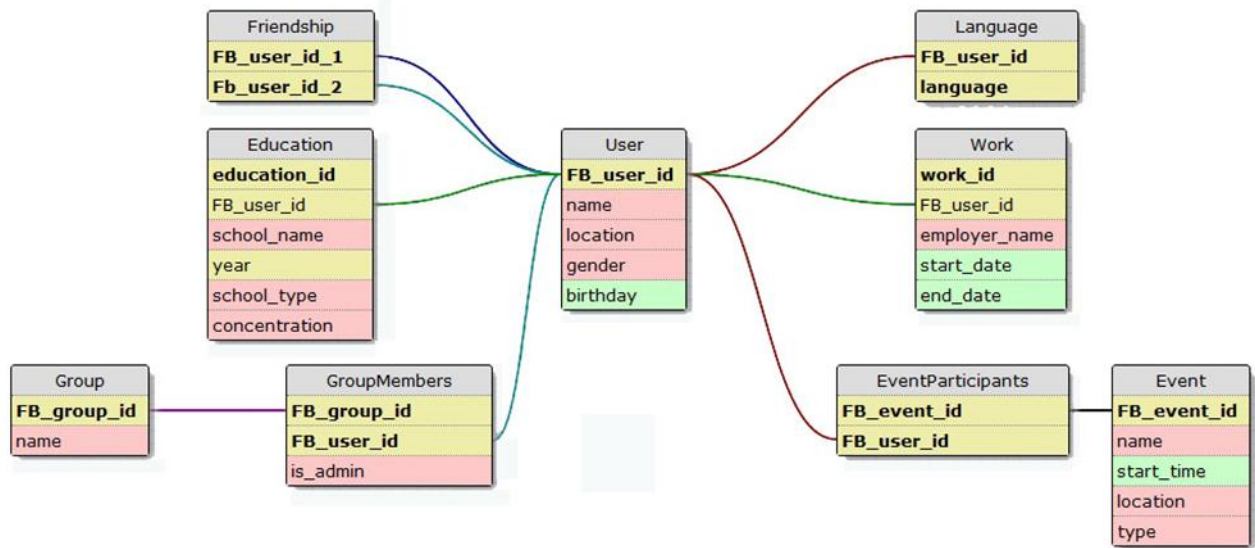 Friendship
FB_user_id_1
Fb_user_id_2
Education
education_id
FB_user_id
school_name
year
school_type
concentration
User
FB_user_id
name
location
gender
birthday
Language
FB_user_id
language
Work
work_id
FB_user_id
employer_name
start_date
end_date
Group
FB_group_id
name
GroupMembers
FB_group_id
FB_user_id
is_admin
EventParticipants
FB_event_id
FB_user_id
Event
FB_event_id
name
start_time
location
type